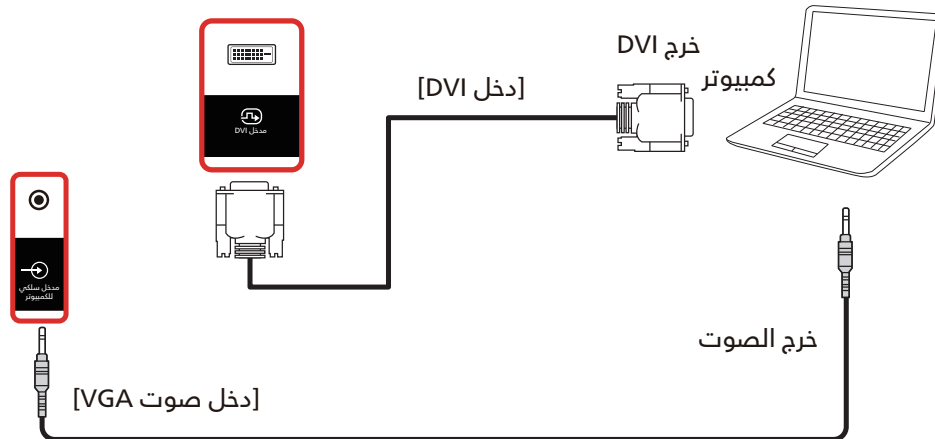 خرج DVI
كمبيوتر
[دخل DVI]
مدخل DVI
مدخل سلكي
للكمبيوتر
خرج الصوت
[دخل صوت VGA]